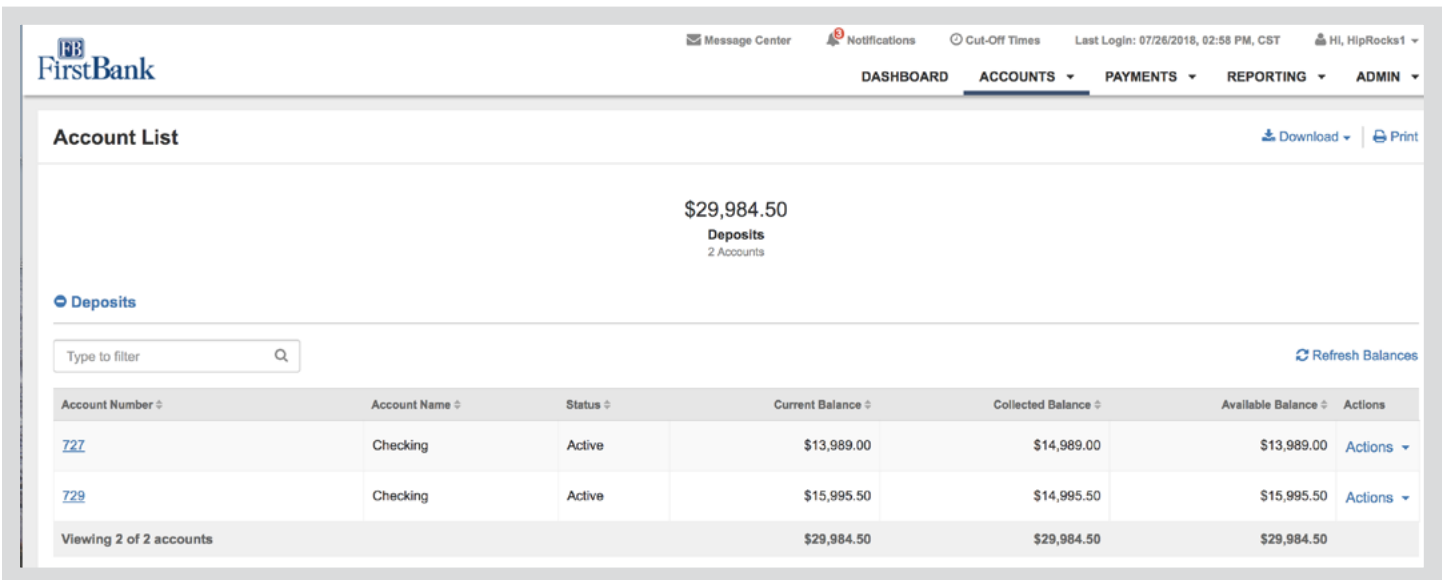 FB
FirstBank
Message Center 3 Notifications Cut-Off Times Last Login: 07/26/2018, 02:58 PM, CST Hi, HipRocks1
DASHBOARD ACCOUNTS PAYMENTS REPORTING ADMIN
Account List Download Print
$29,984.50
Deposits
2 Accounts
Deposits
Type to filter Refresh Balances
Account Number Account Name Status Current Balance Collected Balance Available Balance Actions
727 Checking Active $13,989.00 $14,989.00 $13,989.00 Actions
729 Checking Active $15,995.50 $14,995.50 $15,995.50 Actions
Viewing 2 of 2 accounts $29,984.50 $29,984.50 $29,984.50